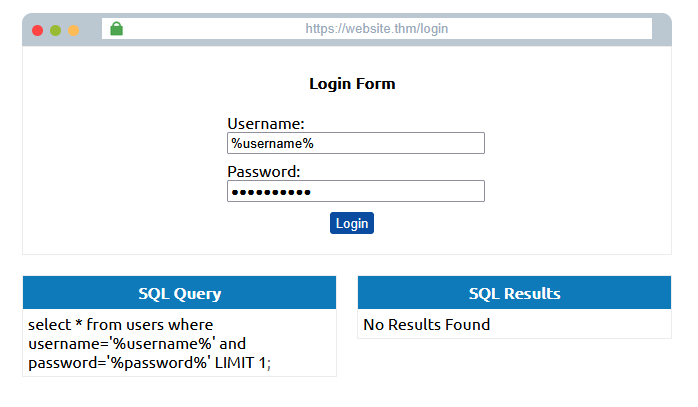 https://website.thm/login
Login Form
Username:
%username%
Password:
••••••••••
Login
SQL Query
select * from users where
username='%username%' and
password='%password%' LIMIT 1;
SQL Results
No Results Found